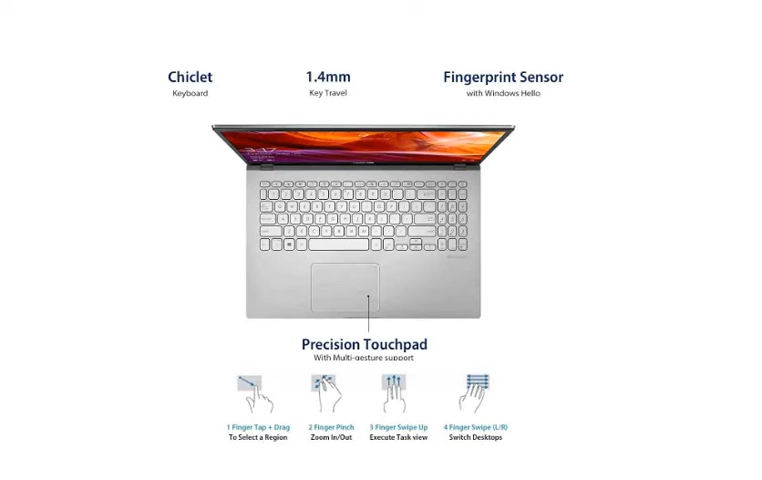 Chiclet
Keyboard
1.4mm
Key Travel
Fingerprint Sensor
with Windows Hello
Precision Touchpad
With Multi-gesture support
1 Finger Tap + Drag
To Select a Region
2 Finger Pinch
Zoom In/Out
3 Finger Swipe Up
Execute Task view
4 Finger Swipe (L/R)
Switch Desktops